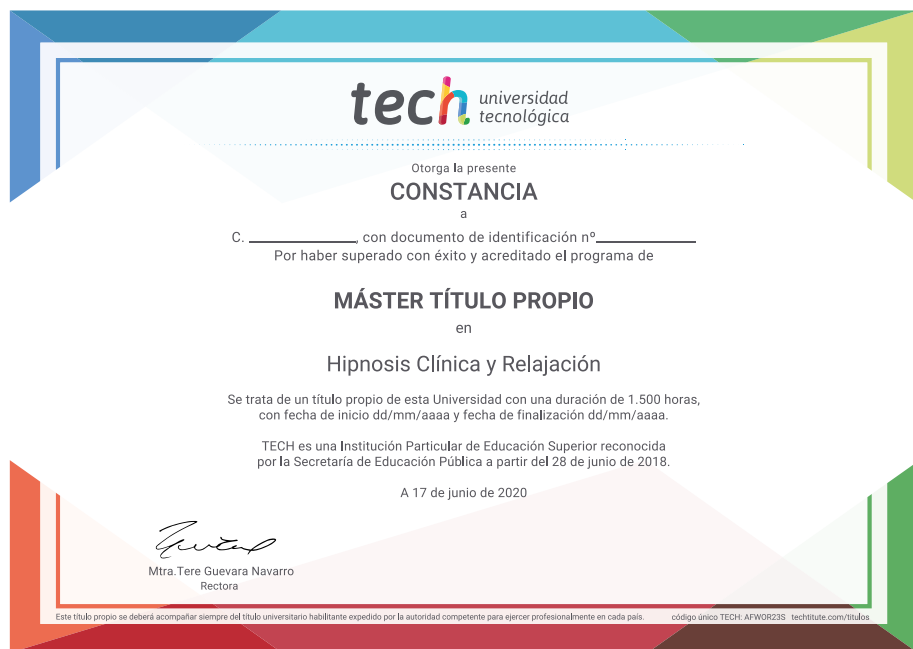 tech universidad
tecnológica
Otorga la presente
CONSTANCIA
a
C. ____________, con documento de identificación nº____________
Por haber superado con éxito y acreditado el programa de
MÁSTER TÍTULO PROPIO
en
Hipnosis Clínica y Relajación
Se trata de un título propio de esta Universidad con una duración de 1.500 horas,
con fecha de inicio dd/mm/aaaa y fecha de finalización dd/mm/aaaa.
TECH es una Institución Particular de Educación Superior reconocida
por la Secretaría de Educación Pública a partir del 28 de junio de 2018.
A 17 de junio de 2020
Mtra.Tere Guevara Navarro
Rectora
Este título propio se deberá acompañar siempre del título universitario habilitante expedido por la autoridad competente para ejercer profesionalmente en cada país. código único TECH: AFWOR23S techtitute.com/titulos